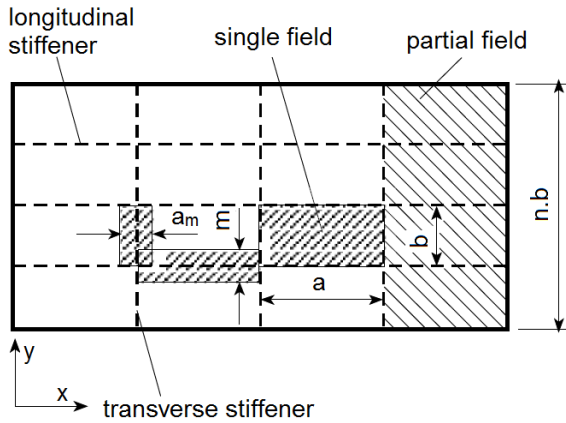 longitudinal
stiffener
single field
partial field
am
m
b
n.b
a
y
x
transverse stiffener